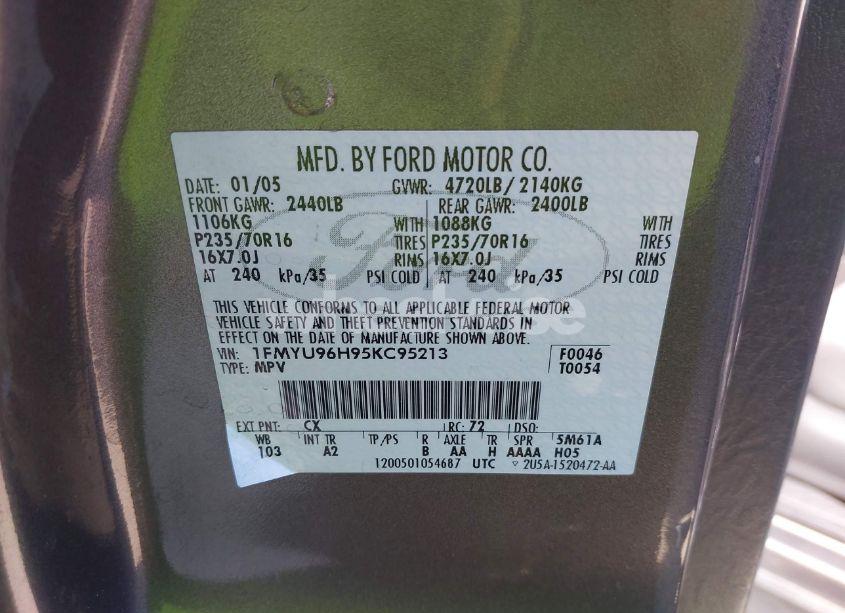 MFD. BY FORD MOTOR CO.
DATE: 01/05 GVWR: 4720LB/ 2140KG
FRONT GAWR: 2440LB REAR GAWR: 2400LB
1106KG WITH 1088KG WITH
P235/70R16 TIRES P235/70R16 TIRES
16X7.0J RIMS 16X7.0J RIMS
AT 240 kPa/35 PSI COLD AT 240 kPa/35 PSI COLD
Ford
THIS VEHICLE CONFORMS TO ALL APPLICABLE FEDERAL MOTOR
VEHICLE SAFETY AND THEFT PREVENTION STANDARDS IN
EFFECT ON THE DATE OF MANUFACTURE SHOWN ABOVE.
VIN: 1FMYU96H95KC95213 F0046
TYPE: MPV T0054
EXT PNT: CX RC: 72 DSO:
WB INT TR TP/PS R AXLE TR SPR 5M61A
103 A2 B AA H AAAA H05
1200501054687 UTC 2U5A-1520472-AA